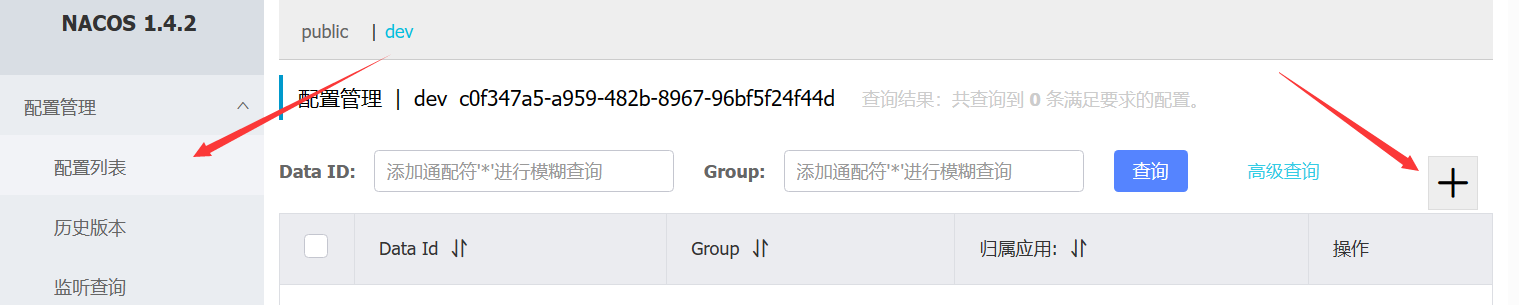 NACOS 1.4.2
配置管理
配置列表
历史版本
监听查询
public | dev
配置管理 | dev c0f347a5-a959-482b-8967-96bf5f24f44d 查询结果：共查询到 0 条满足要求的配置。
Data ID: 添加通配符'*'进行模糊查询 Group: 添加通配符'*'进行模糊查询 查询 高级查询
Data Id Group 归属应用: 操作